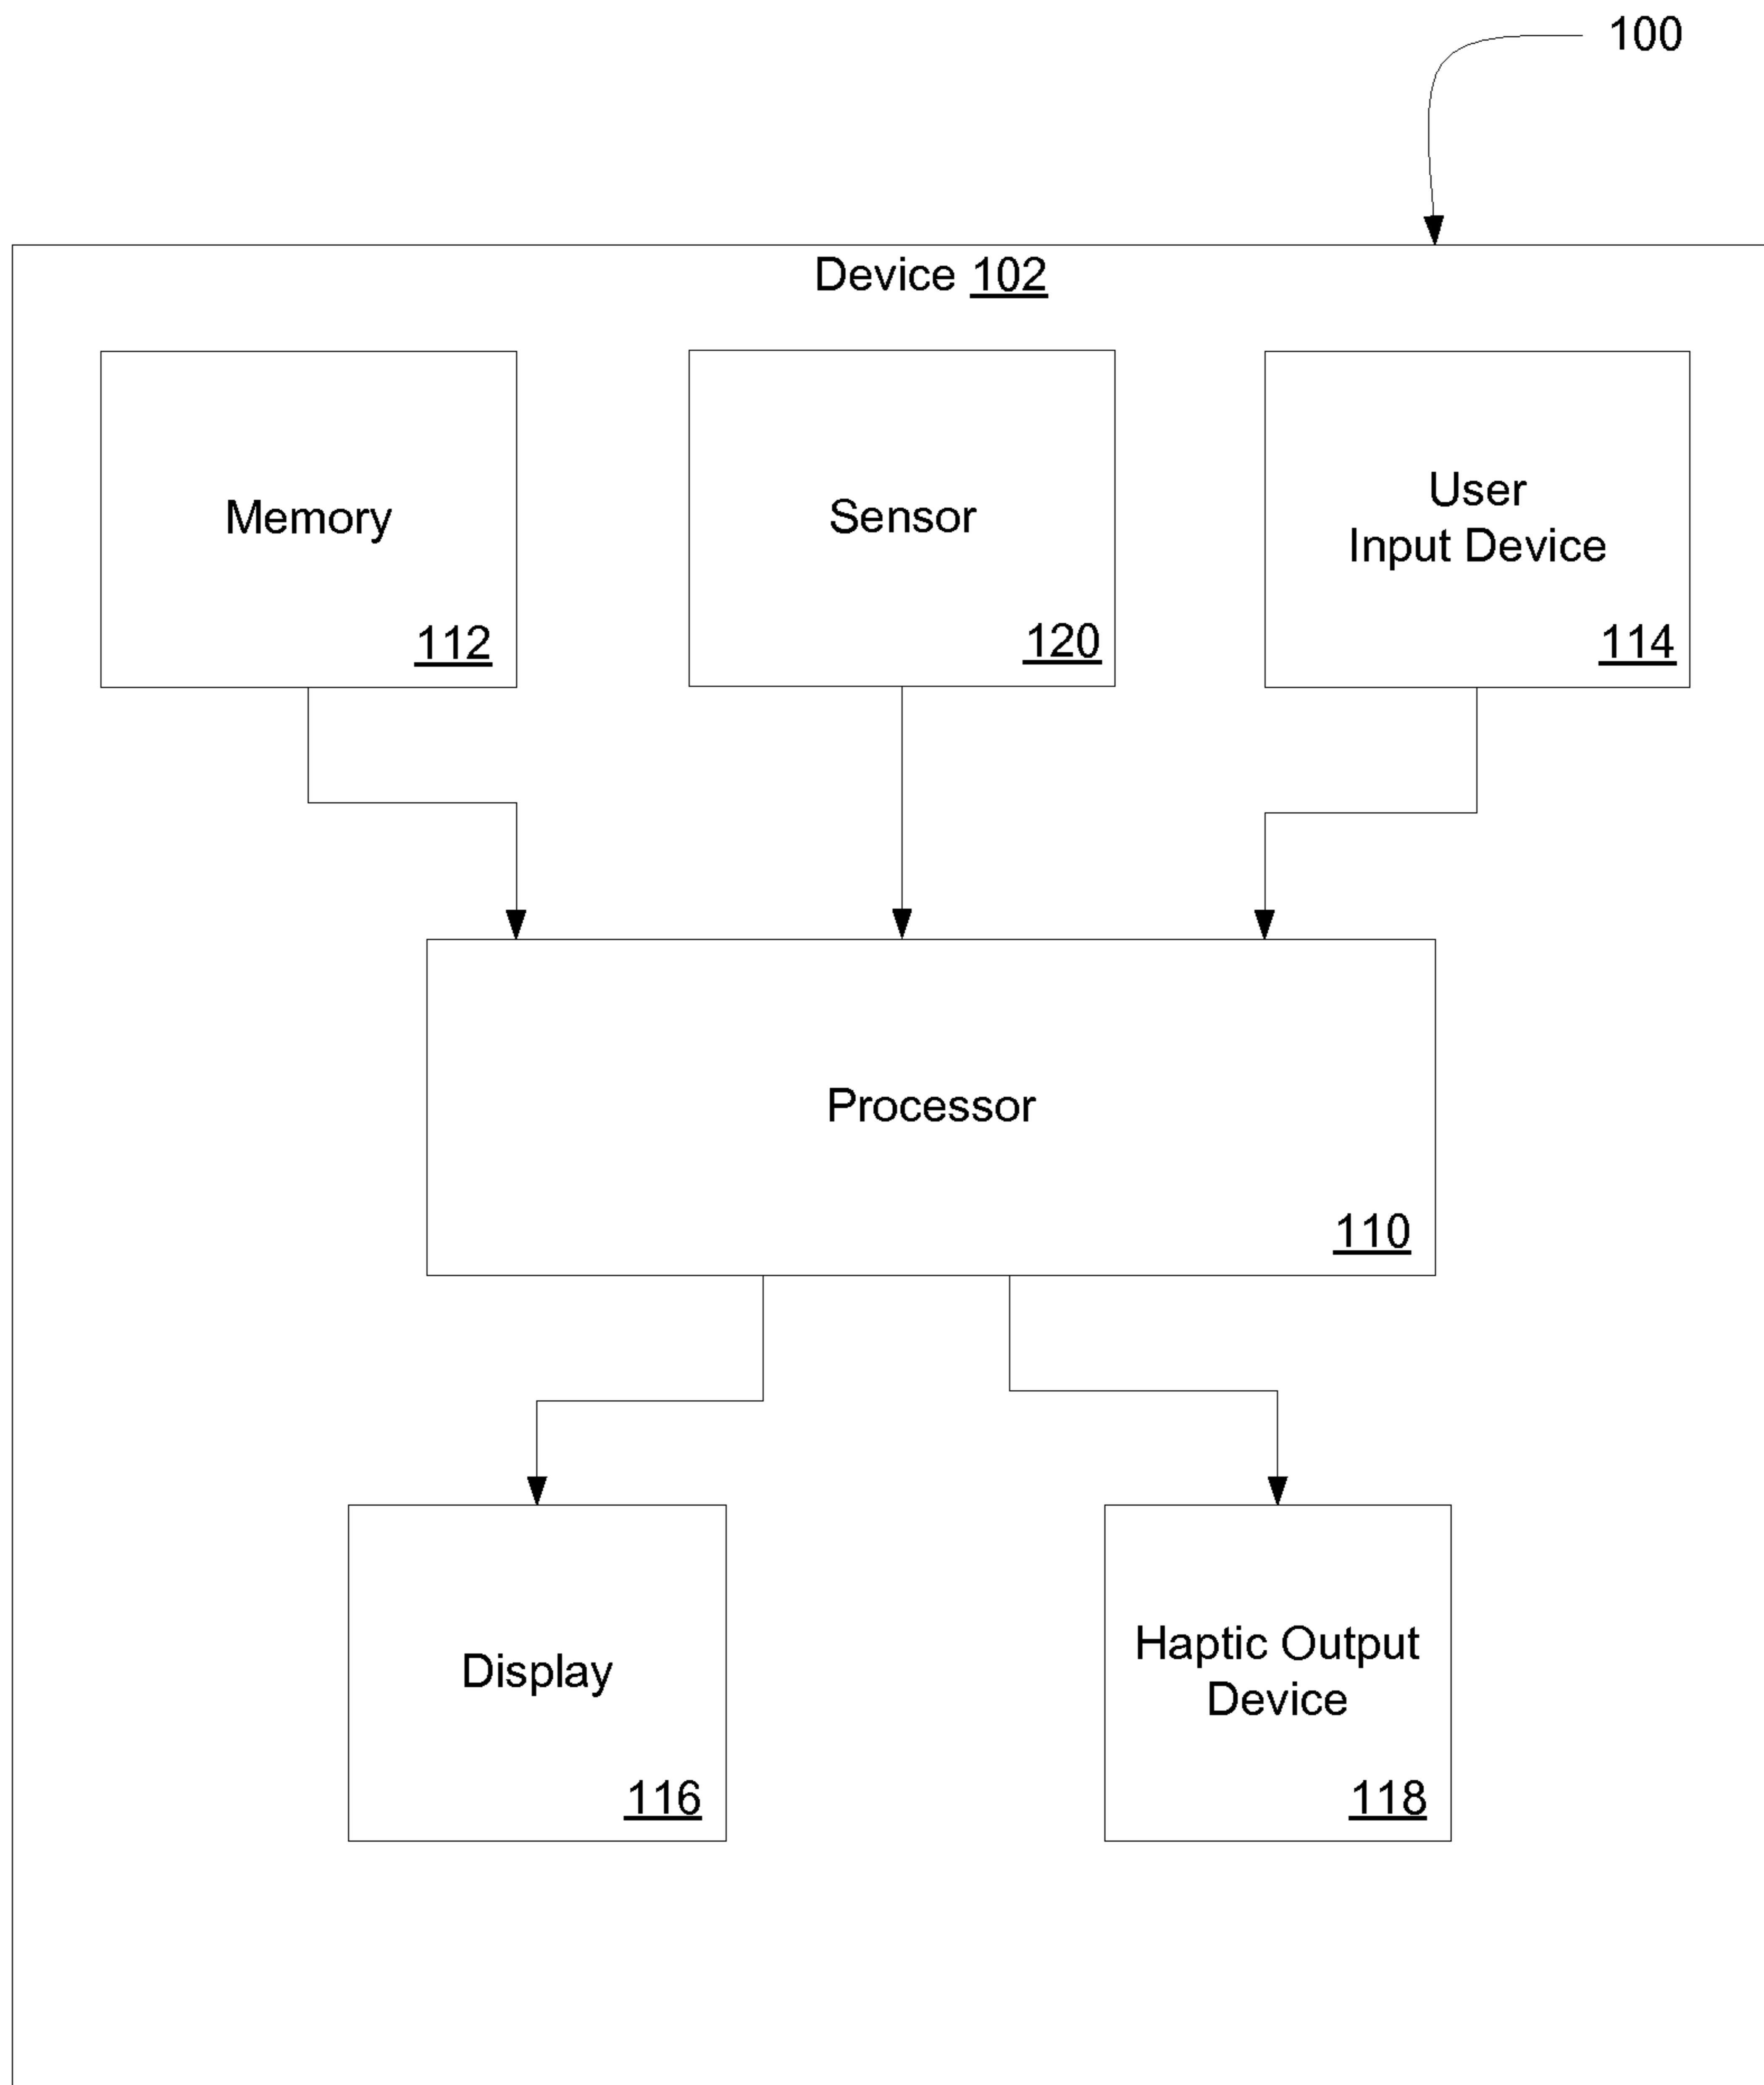 100
Device 102
Memory
112
Sensor
120
User
Input Device
114
Processor
110
Display
116
Haptic Output
Device
118